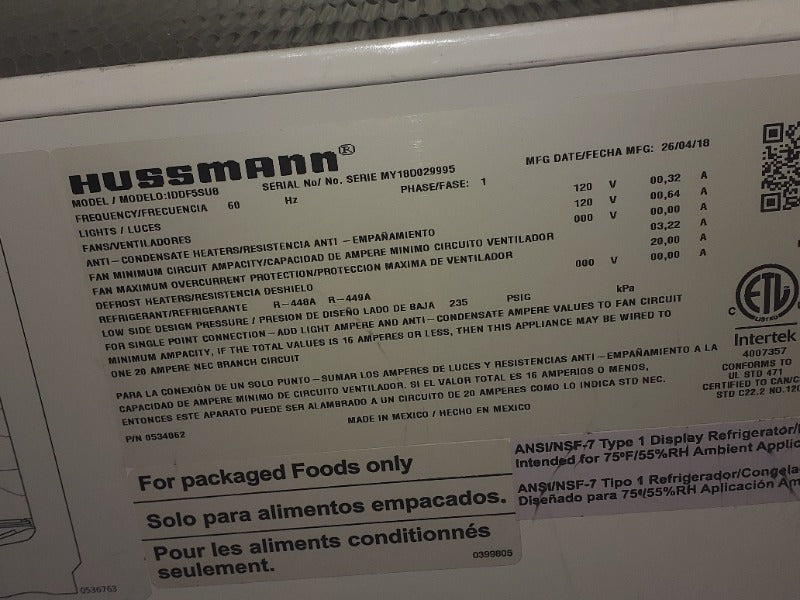 HUSSMANN®
MODEL / MODELO:IDDF5SU8 SERIAL No/ No. SERIE MY18D029995 MFG DATE/FECHA MFG: 26/04/18
FREQUENCY/FRECUENCIA 60 Hz PHASE/FASE: 1
LIGHTS / LUCES 120 V 00,32 A
FANS/VENTILADORES 120 V 00,64 A
ANTI-CONDENSATE HEATERS/RESISTENCIA ANTI-EMPAÑAMIENTO 000 V 00,00 A
FAN MINIMUM CIRCUIT AMPACITY/CAPACIDAD DE AMPERE MINIMO CIRCUITO VENTILADOR 03,22 A
FAN MAXIMUM OVERCURRENT PROTECTION/PROTECCION MAXIMA DE VENTILADOR 20,00 A
DEFROST HEATERS/RESISTENCIA DESHIELO 000 V 00,00 A
REFRIGERANT/REFRIGERANTE R-448A R-449A
LOW SIDE DESIGN PRESSURE / PRESION DE DISEÑO LADO DE BAJA 235 PSIG kPa
FOR SINGLE POINT CONNECTION-ADD LIGHT AMPERE AND ANTI-CONDENSATE AMPERE VALUES TO FAN CIRCUIT
MINIMUM AMPACITY, IF THE TOTAL VALUES IS 16 AMPERES OR LESS, THEN THIS APPLIANCE MAY BE WIRED TO
ONE 20 AMPERE NEC BRANCH CIRCUIT
PARA LA CONEXIÓN DE UN SOLO PUNTO-SUMAR LOS AMPERES DE LUCES Y RESISTENCIAS ANTI-EMPAÑAMIENTO A LA
CAPACIDAD DE AMPERE MINIMO DE CIRCUITO VENTILADOR. SI EL VALOR TOTAL ES 16 AMPERIOS O MENOS,
ENTONCES ESTE APARATO PUEDE SER ALAMBRADO A UN CIRCUITO DE 20 AMPERES COMO LO INDICA STD NEC.
MADE IN MEXICO / HECHO EN MEXICO
P/N 0534062
C ETL LISTED
Intertek
4007357
CONFORMS TO
UL STD 471
CERTIFIED TO CAN/C
STD C22.2 NO.120
For packaged Foods only
Solo para alimentos empacados.
Pour les aliments conditionnés
seulement.
0399805
ANSI/NSF-7 Type 1 Display Refrigerator/
Intended for 75ºF/55%RH Ambient Applic
ANSI/NSF-7 Tipo 1 Refrigerador/Congela
Diseñado para 75º/55%RH Aplicación Am
0536763